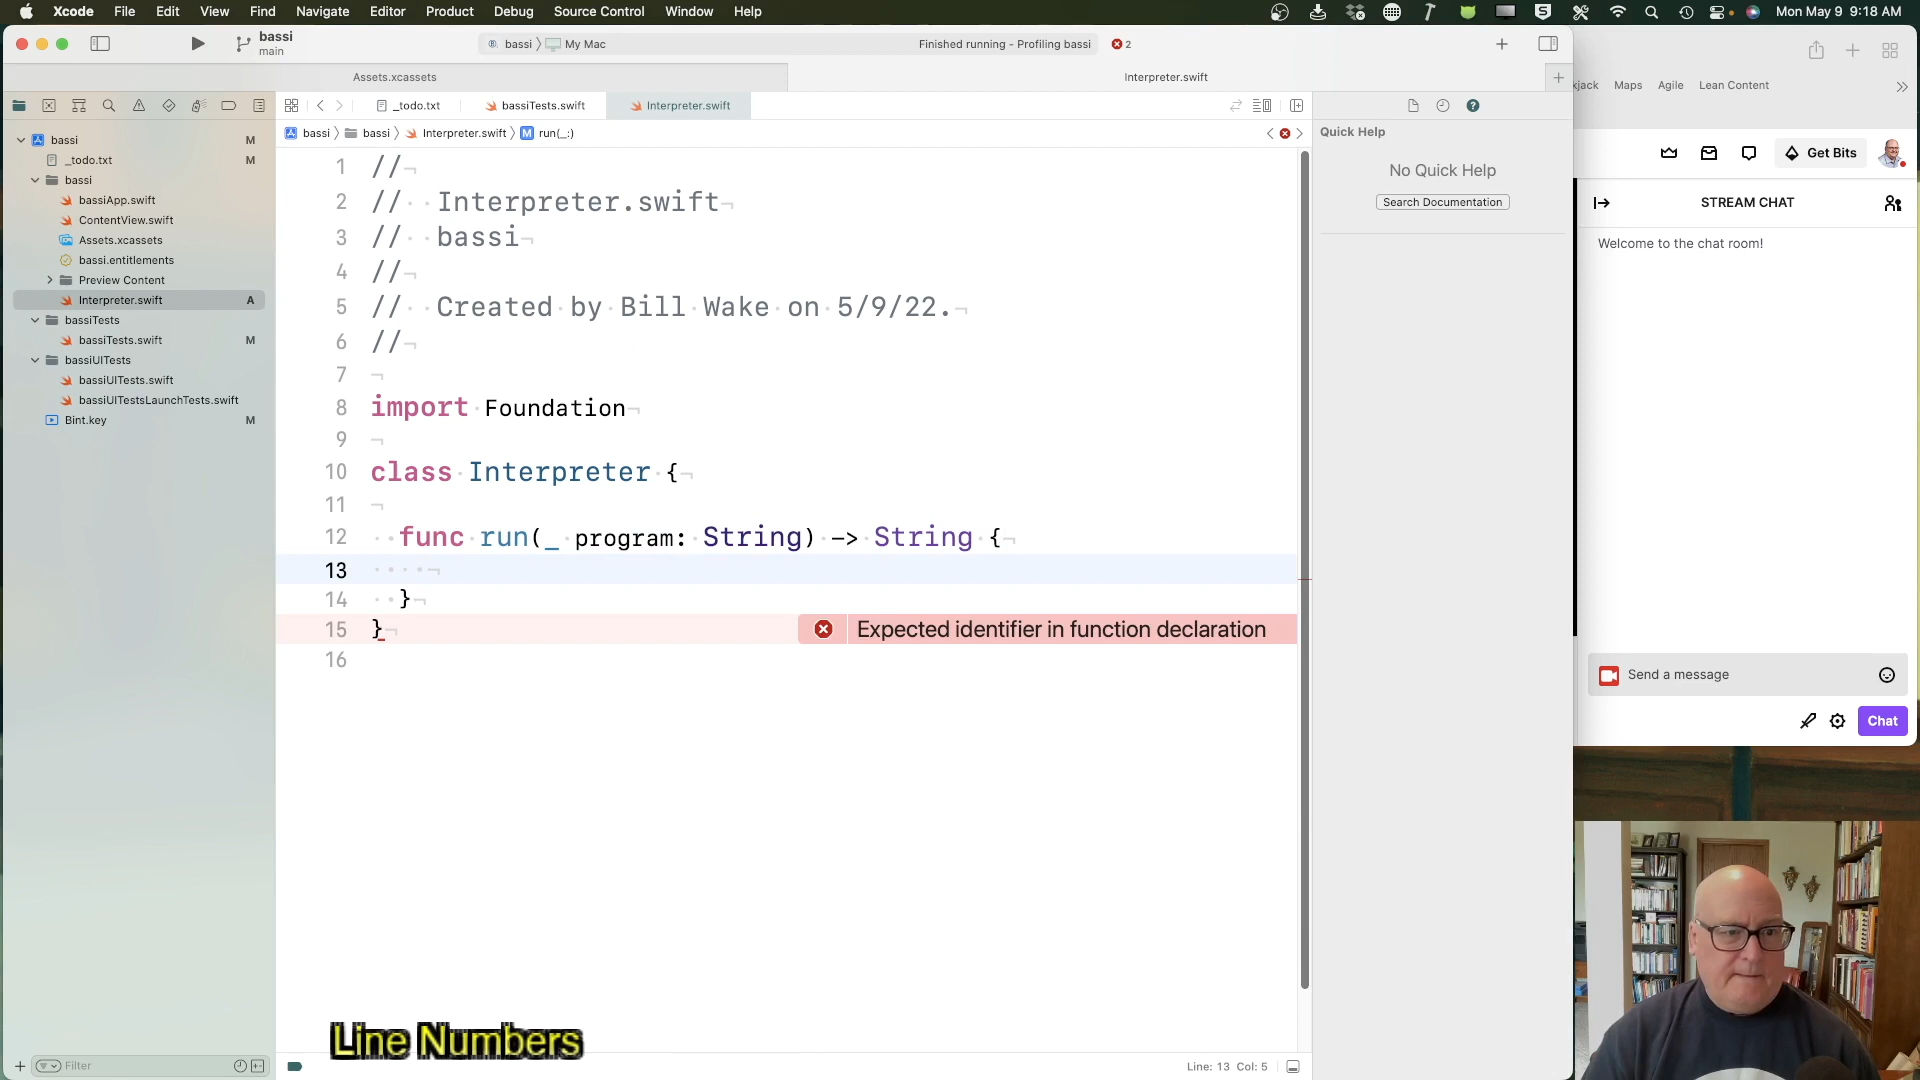 Xcode File Edit View Find Navigate Editor Product Debug Source Control Window Help Mon May 9 9:18 AM
bassi
main
bassi My Mac Finished running - Profiling bassi 2
Assets.xcassets Interpreter.swift
_todo.txt bassiTests.swift Interpreter.swift
bassi bassi Interpreter.swift M run(_:)
bassi M
_todo.txt M
bassi
bassiApp.swift
ContentView.swift
Assets.xcassets
bassi.entitlements
Preview Content
Interpreter.swift A
bassiTests
bassiTests.swift M
bassiUITests
bassiUITests.swift
bassiUITestsLaunchTests.swift
Bint.key M
Filter
1 //
2 // Interpreter.swift
3 // bassi
4 //
5 // Created by Bill Wake on 5/9/22.
6 //
7
8 import Foundation
9
10 class Interpreter {
11
12 func run(_ program: String) -> String {
13
14 }
15 } Expected identifier in function declaration
16
Line Numbers
Line: 13 Col: 5
Quick Help
No Quick Help
Search Documentation
kjack Maps Agile Lean Content
Get Bits
STREAM CHAT
Welcome to the chat room!
Send a message
Chat